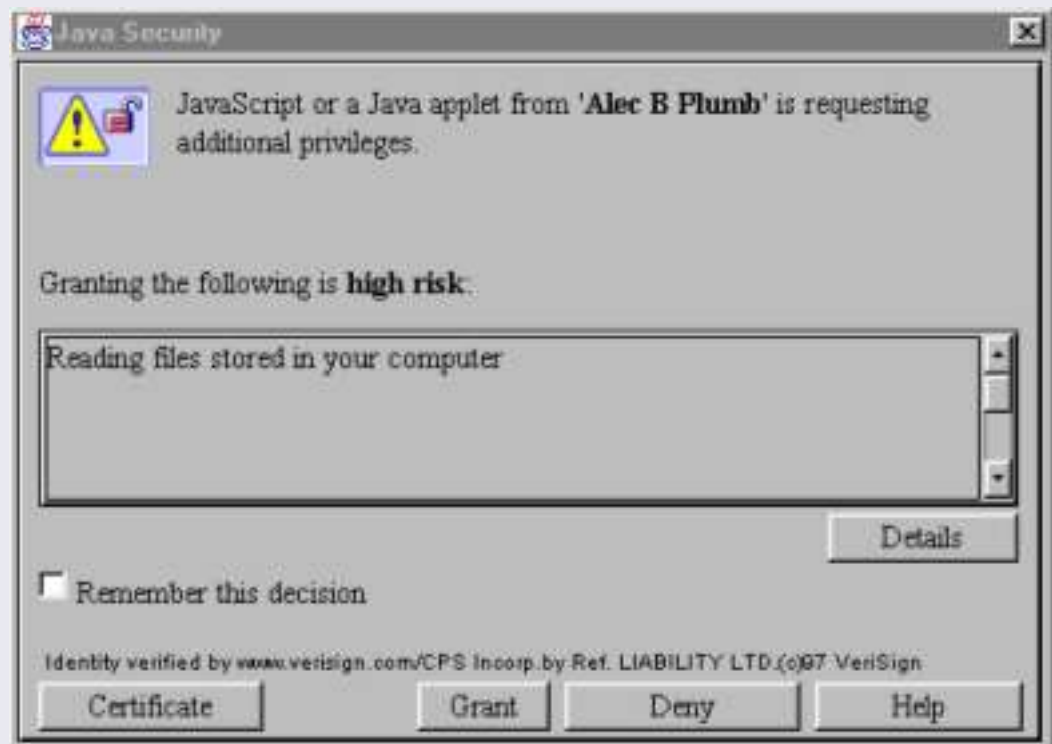 Java Security
JavaScript or a Java applet from 'Alec B Plumb' is requesting
additional privileges.
Granting the following is high risk:
Reading files stored in your computer
Details
Remember this decision
Identity verified by www.verisign.com/CPS Incorp.by Ref. LIABILITY LTD.(c)97 VeriSign
Certificate Grant Deny Help